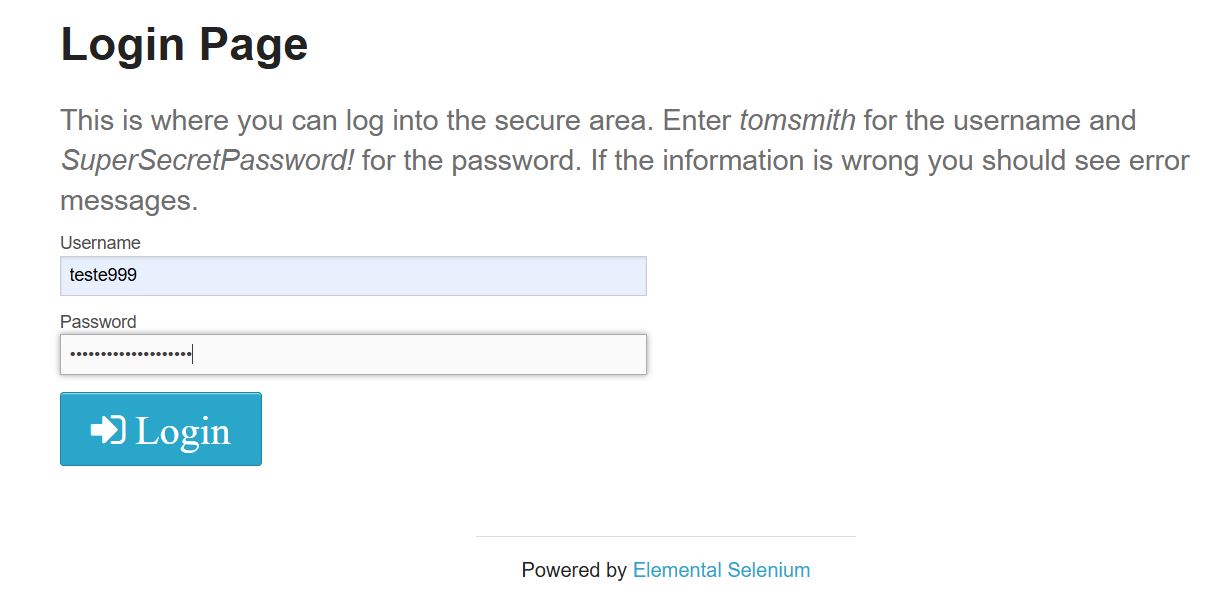 Login Page
This is where you can log into the secure area. Enter tomsmith for the username and
SuperSecretPassword! for the password. If the information is wrong you should see error
messages.
Username
teste999
Password
••••••••••••••••••••
Login
Powered by Elemental Selenium